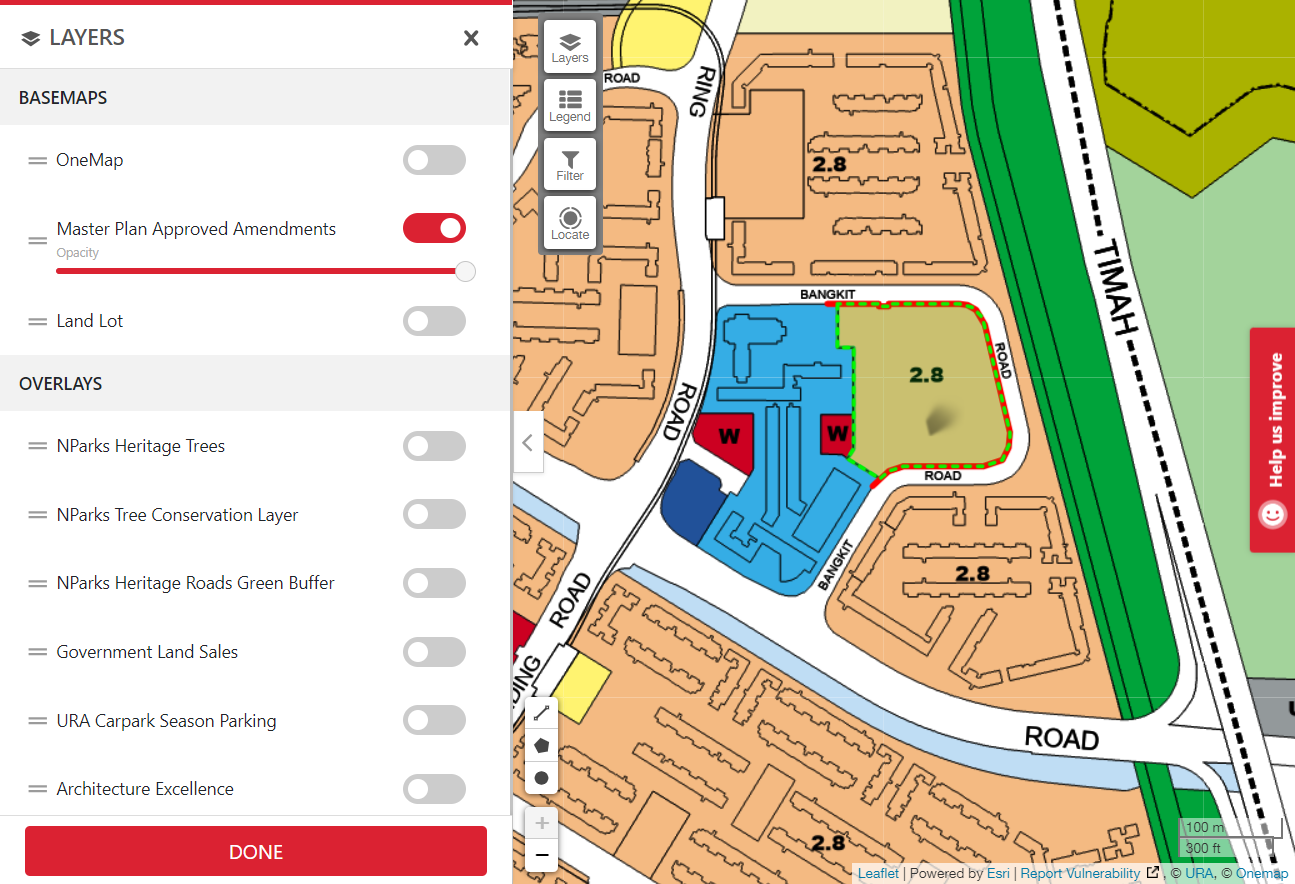 LAYERS
BASEMAPS
OneMap
Master Plan Approved Amendments
Opacity
Land Lot
OVERLAYS
NParks Heritage Trees
NParks Tree Conservation Layer
NParks Heritage Roads Green Buffer
Government Land Sales
URA Carpark Season Parking
Architecture Excellence
DONE
Layers
Legend
Filter
Locate
ROAD
RING
2.8
TIMAH
BANGKIT
ROAD
2.8
ROAD
W
W
ROAD
BANGKIT
2.8
ROAD
ROAD
2.8
Help us improve
100 m
300 ft
Leaflet | Powered by Esri | Report Vulnerability , © URA, © Onemap